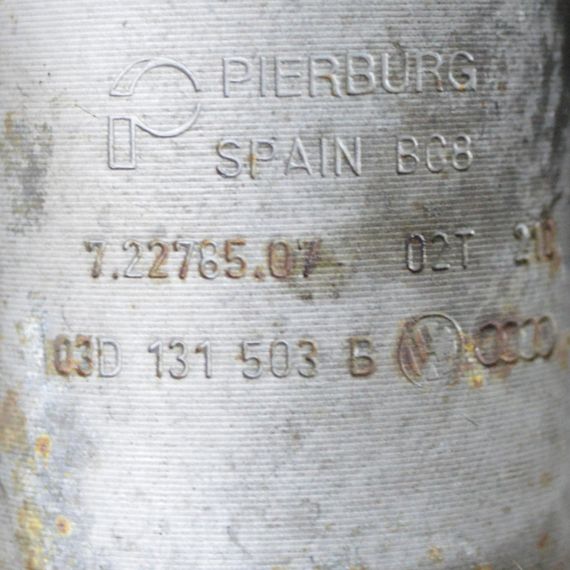 PIERBURG
SPAIN BC8
7.22785.07 02T
03D 131 503 B